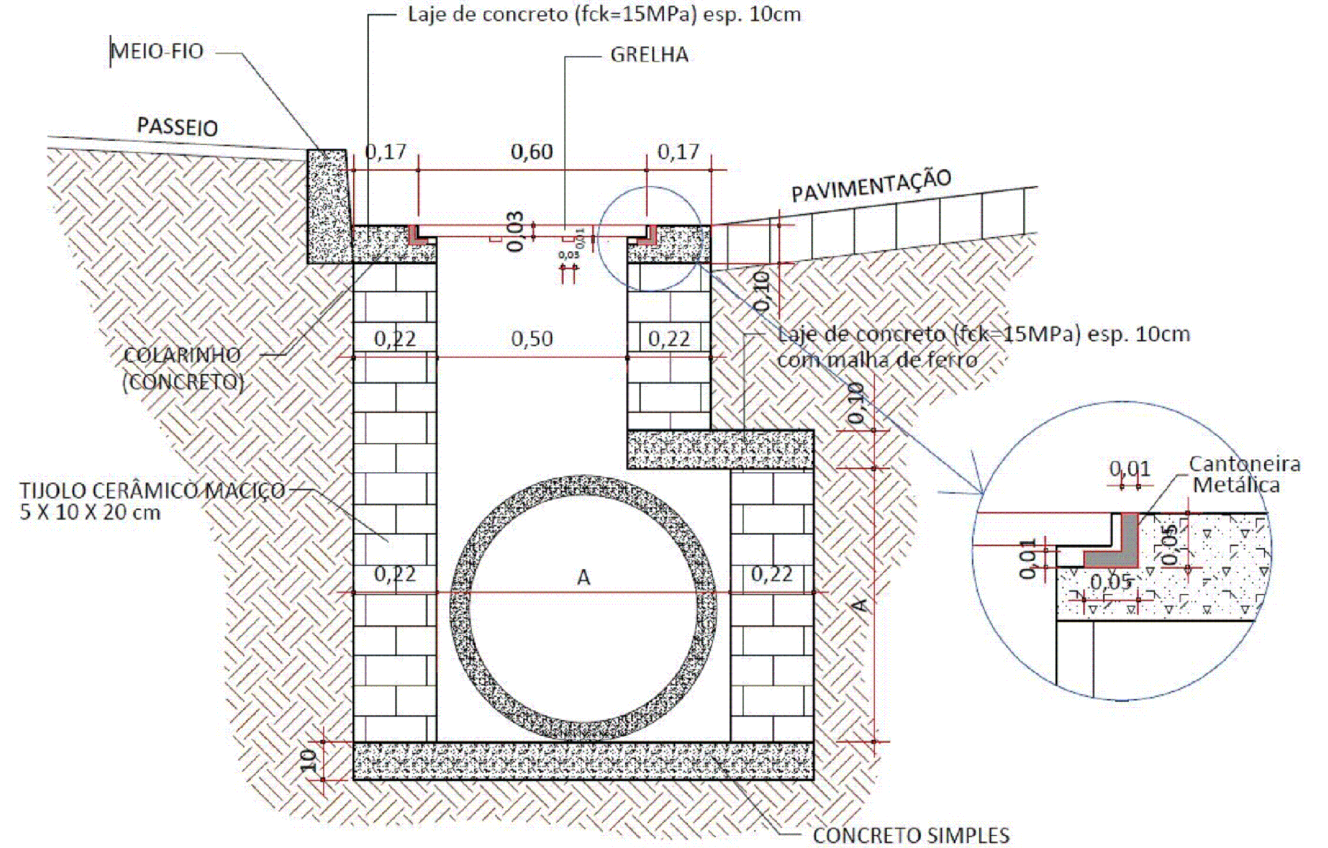 Laje de concreto (fck=15MPa) esp. 10cm
MEIO-FIO
GRELHA
PASSEIO
0,17
0,60
0,17
PAVIMENTAÇÃO
0,03
0,01
0,05
0,10
Laje de concreto (fck=15MPa) esp. 10cm
com malha de ferro
0,22
0,50
0,22
COLARINHO
(CONCRETO)
0,10
TIJOLO CERÂMICO MACIÇO
5 X 10 X 20 cm
0,01
Cantoneira
Metálica
0,01
0,05
0,05
0,22
A
0,22
A
10
CONCRETO SIMPLES